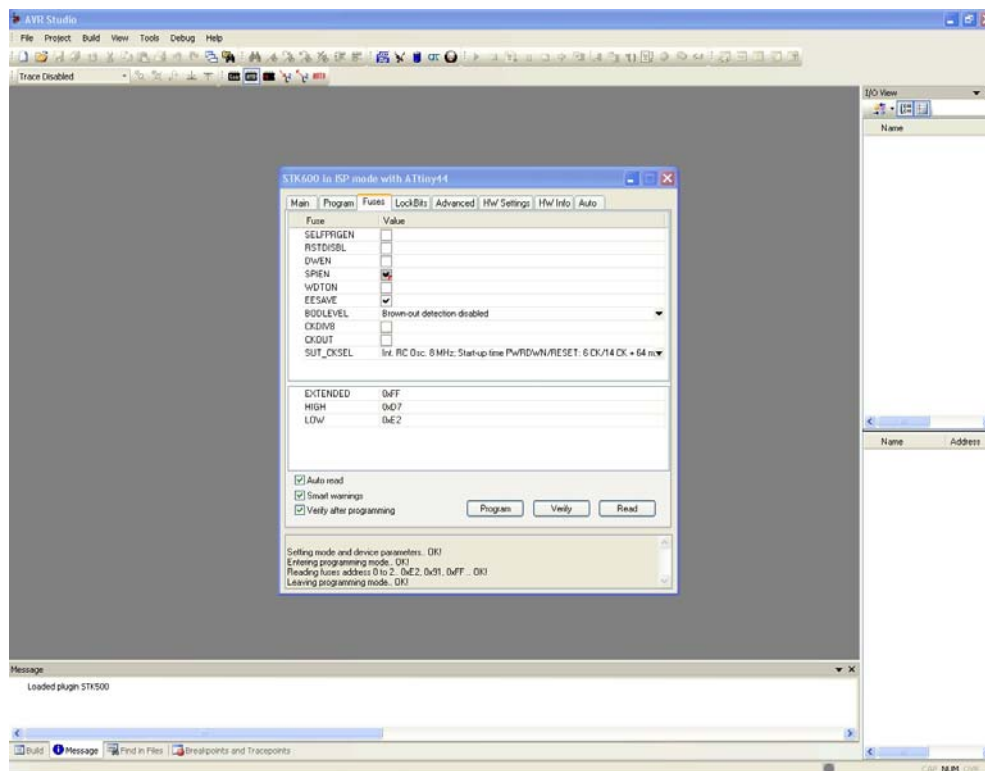 AVR Studio
File Project Build View Tools Debug Help
Trace Disabled
I/O View
Name
STK600 in ISP mode with ATtiny44
Main Program Fuses LockBits Advanced HW Settings HW Info Auto
Fuse Value
SELFPRGEN
RSTDISBL
DWEN
SPIEN
WDTON
EESAVE
BODLEVEL Brown-out detection disabled
CKDIV8
CKOUT
SUT_CKSEL Int. RC Osc. 8 MHz; Start-up time PWRDWN/RESET: 6 CK/14 CK + 64 m
EXTENDED 0xFF
HIGH 0xD7
LOW 0xE2
Auto read
Smart warnings
Verify after programming
Program Verify Read
Setting mode and device parameters.. OK!
Entering programming mode.. OK!
Reading fuses address 0 to 2.. 0xE2, 0x91, 0xFF .. OK!
Leaving programming mode.. OK!
Name Address
Message
Loaded plugin STK500
Build Message Find in Files Breakpoints and Tracepoints
CAP NUM OVR